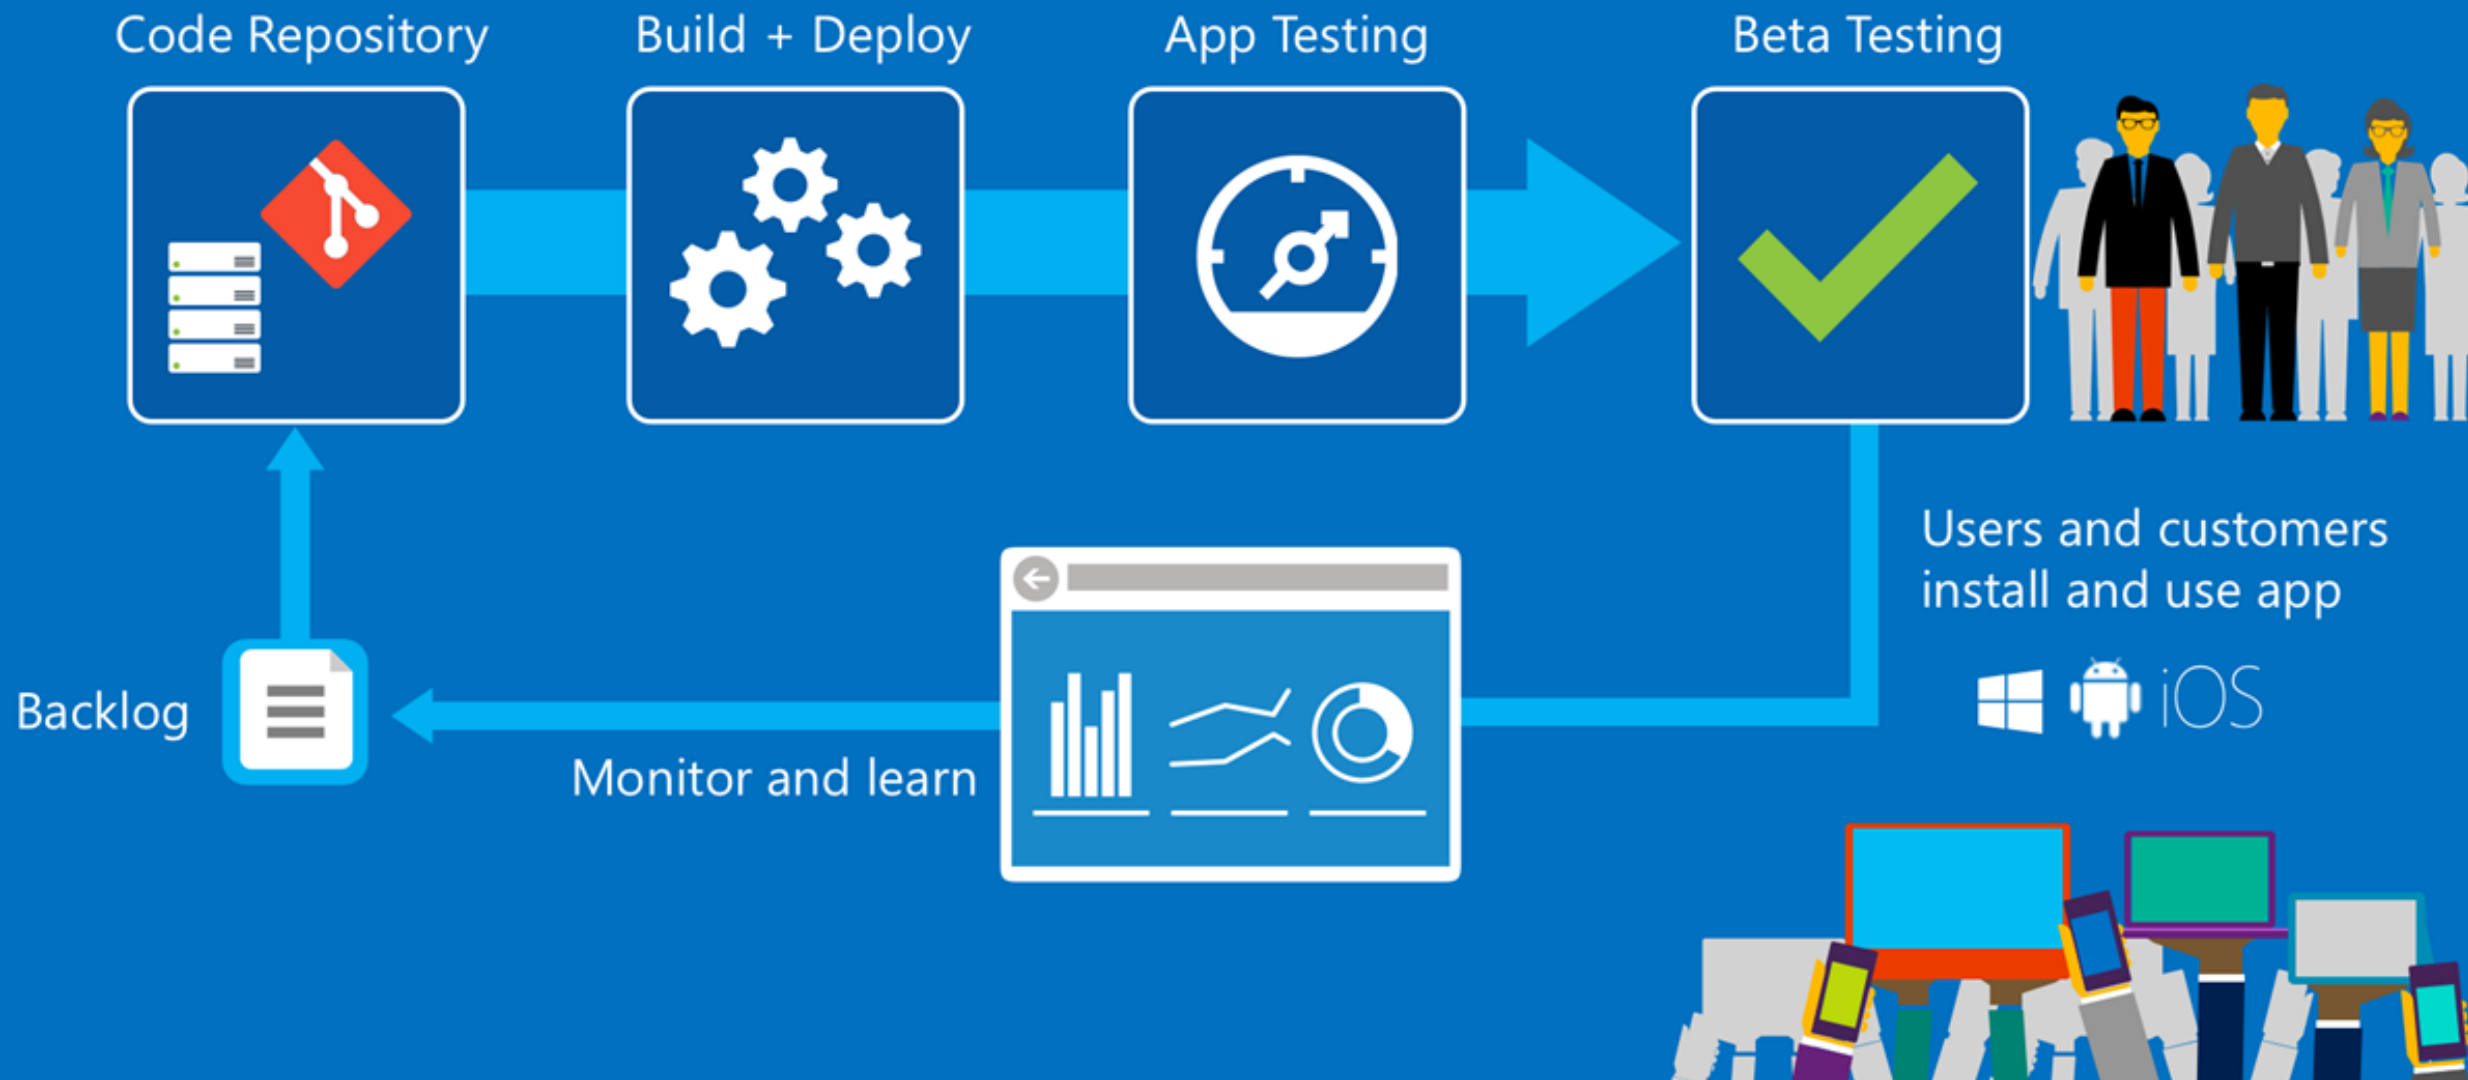 Code Repository
Build + Deploy
App Testing
Beta Testing
Users and customers
install and use app
iOS
Backlog
Monitor and learn